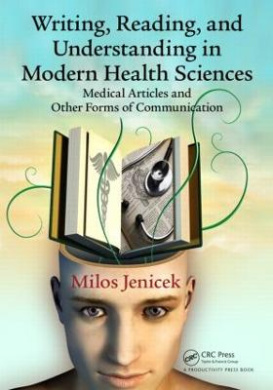 Writing, Reading, and
Understanding in
Modern Health Sciences
Medical Articles and
Other Forms of Communication
Milos Jenicek
CRC Press
Taylor & Francis Group
A PRODUCTIVITY PRESS BOOK